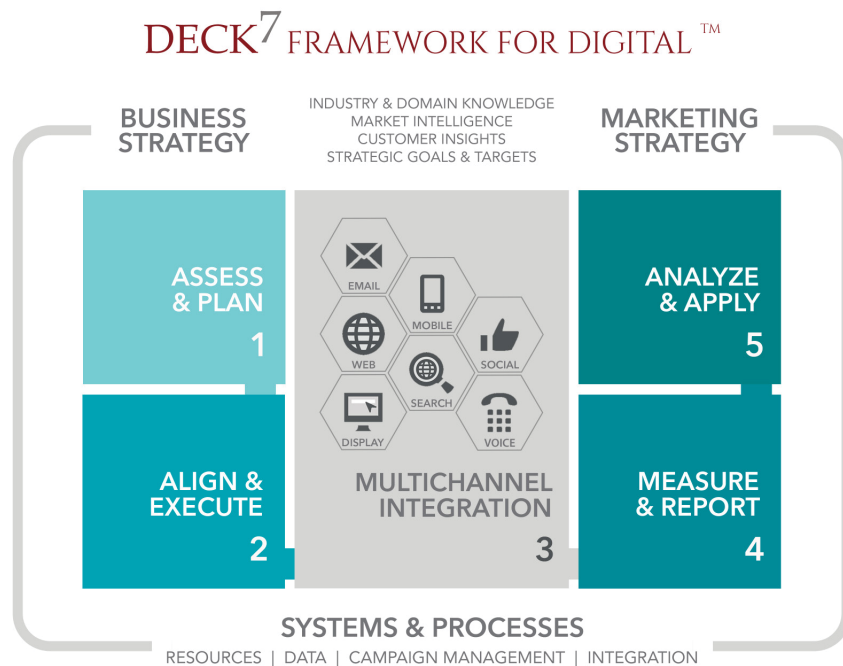 DECK7 FRAMEWORK FOR DIGITAL ™
BUSINESS
STRATEGY
INDUSTRY & DOMAIN KNOWLEDGE
MARKET INTELLIGENCE
CUSTOMER INSIGHTS
STRATEGIC GOALS & TARGETS
MARKETING
STRATEGY
ASSESS
& PLAN
1
ALIGN &
EXECUTE
2
EMAIL
MOBILE
WEB
SOCIAL
SEARCH
DISPLAY
VOICE
MULTICHANNEL
INTEGRATION
3
MEASURE
& REPORT
4
ANALYZE
& APPLY
5
SYSTEMS & PROCESSES
RESOURCES | DATA | CAMPAIGN MANAGEMENT | INTEGRATION